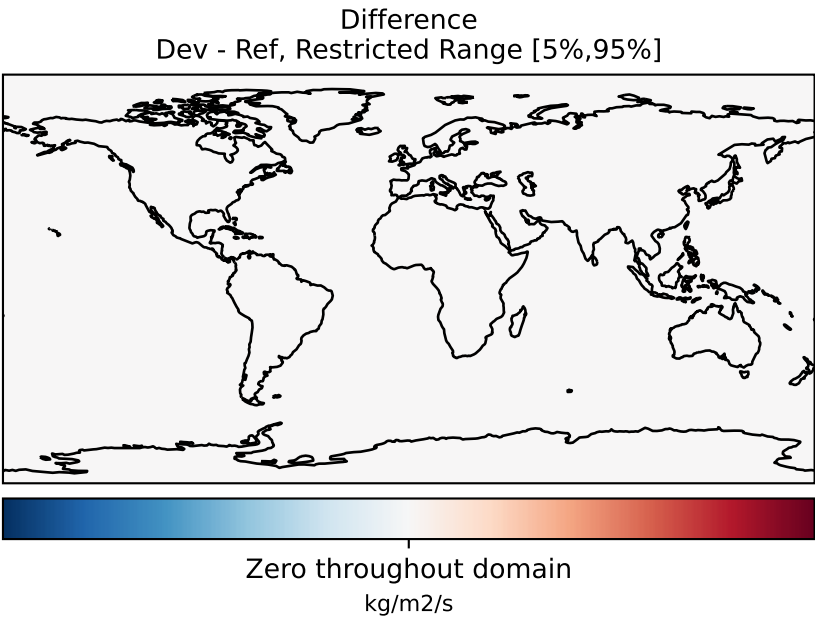 Difference
Dev - Ref, Restricted Range [5%,95%]
Zero throughout domain
kg/m2/s